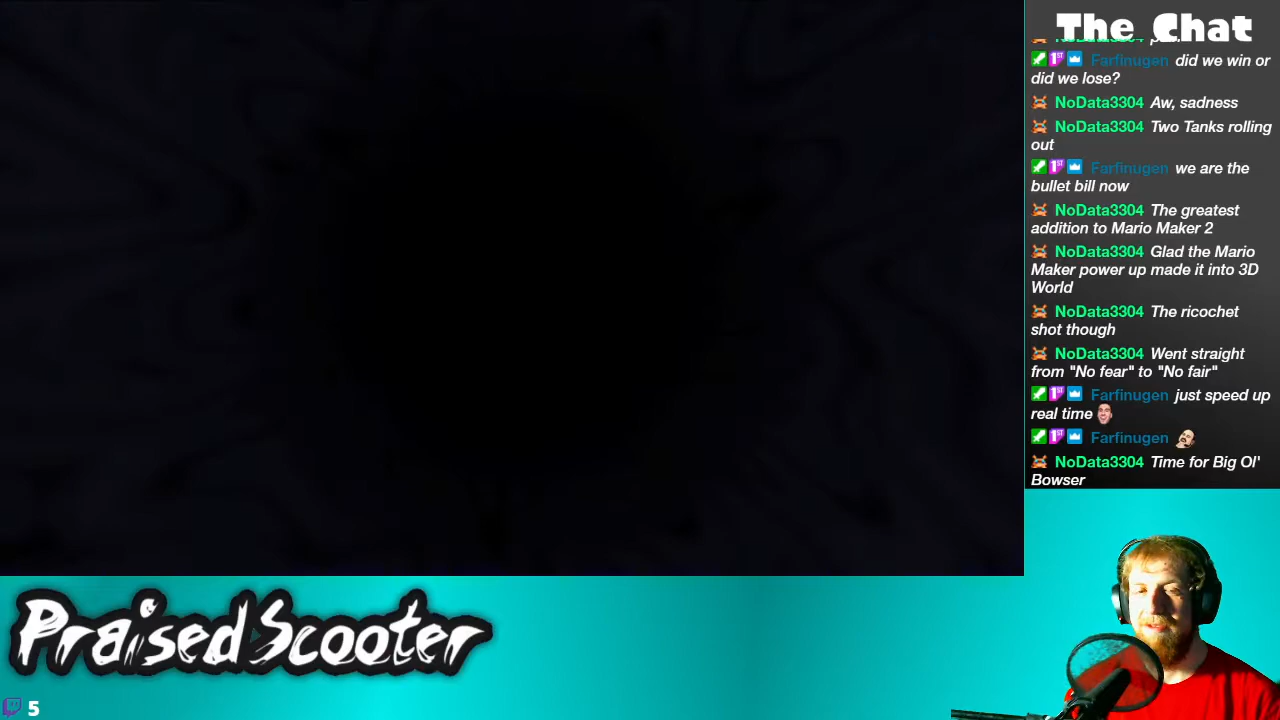 The Chat
Farfinugen did we win or
did we lose?
NoData3304 Aw, sadness
NoData3304 Two Tanks rolling
out
Farfinugen we are the
bullet bill now
NoData3304 The greatest
addition to Mario Maker 2
NoData3304 Glad the Mario
Maker power up made it into 3D
World
NoData3304 The ricochet
shot though
NoData3304 Went straight
from "No fear" to "No fair"
Farfinugen just speed up
real time
Farfinugen
NoData3304 Time for Big Ol'
Bowser
Praised Scooter
5